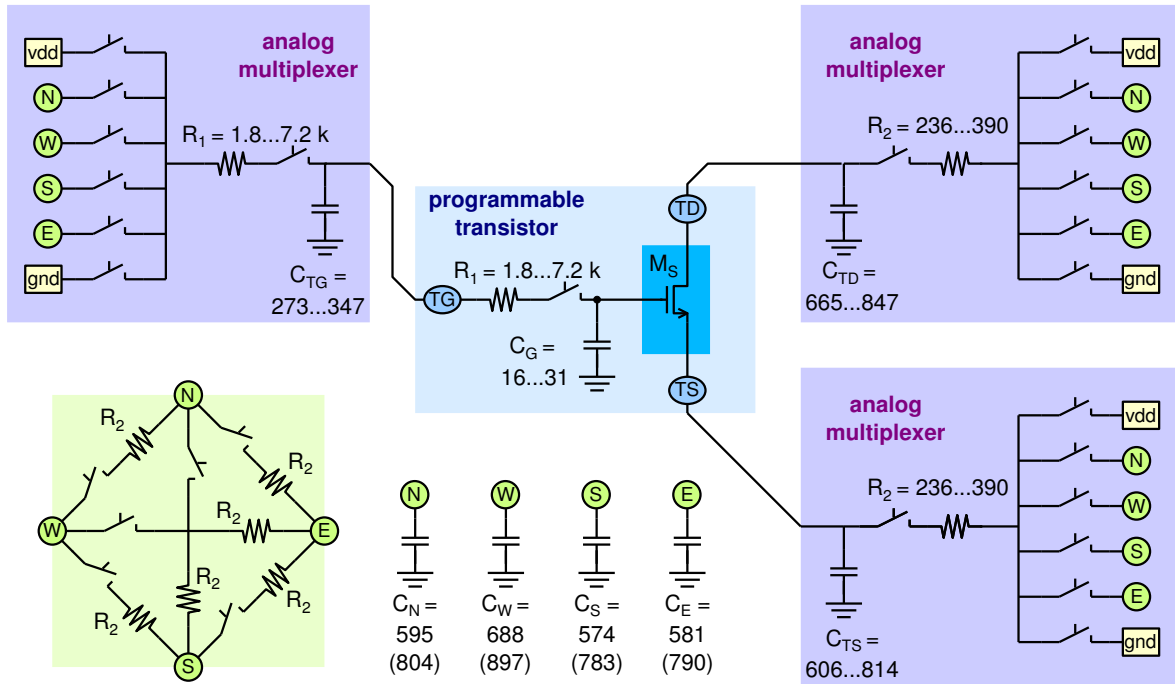 analog
multiplexer
vdd
N
W
S
E
gnd
R1 = 1.8...7.2 k
CTG =
273...347
programmable
transistor
TD
MS
R1 = 1.8...7.2 k
TG
CG =
16...31
TS
analog
multiplexer
vdd
N
W
S
E
gnd
R2 = 236...390
CTD =
665...847
N
R2
R2
W
R2
E
R2
R2
R2
S
N
W
S
E
CN =
595
(804)
CW =
688
(897)
CS =
574
(783)
CE =
581
(790)
analog
multiplexer
vdd
N
W
S
E
gnd
R2 = 236...390
CTS =
606...814